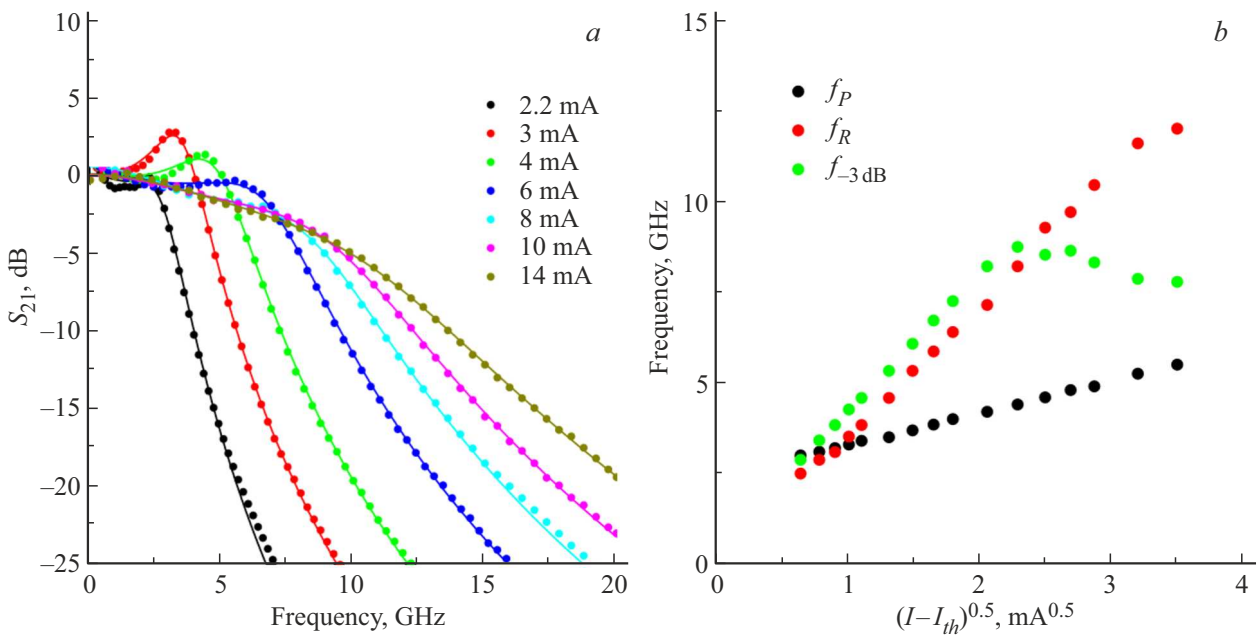 a
10
5
0
−5
−10
−15
−20
−25
0
5
10
15
20
S21, dB
Frequency, GHz
2.2 mA
3 mA
4 mA
6 mA
8 mA
10 mA
14 mA
b
15
10
5
0
0
1
2
3
4
Frequency, GHz
(I−Ith)^0.5, mA^0.5
fP
fR
f−3 dB